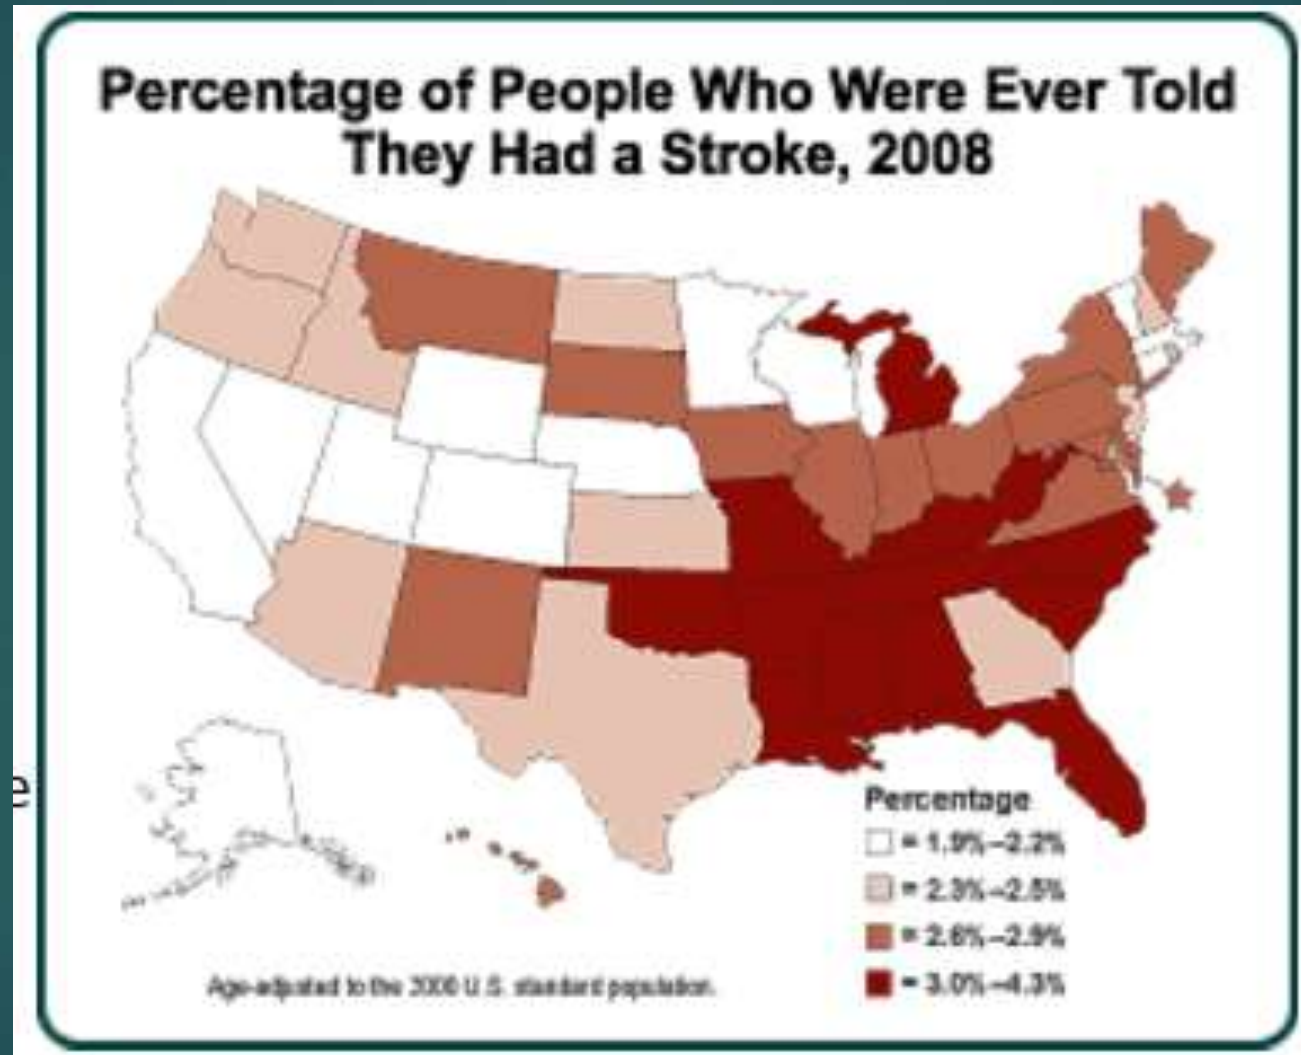 Percentage of People Who Were Ever Told
They Had a Stroke, 2008
e
Percentage
= 1.9%–2.2%
= 2.3%–2.5%
= 2.6%–2.9%
= 3.0%–4.3%
Age-adjusted to the 2000 U.S. standard population.